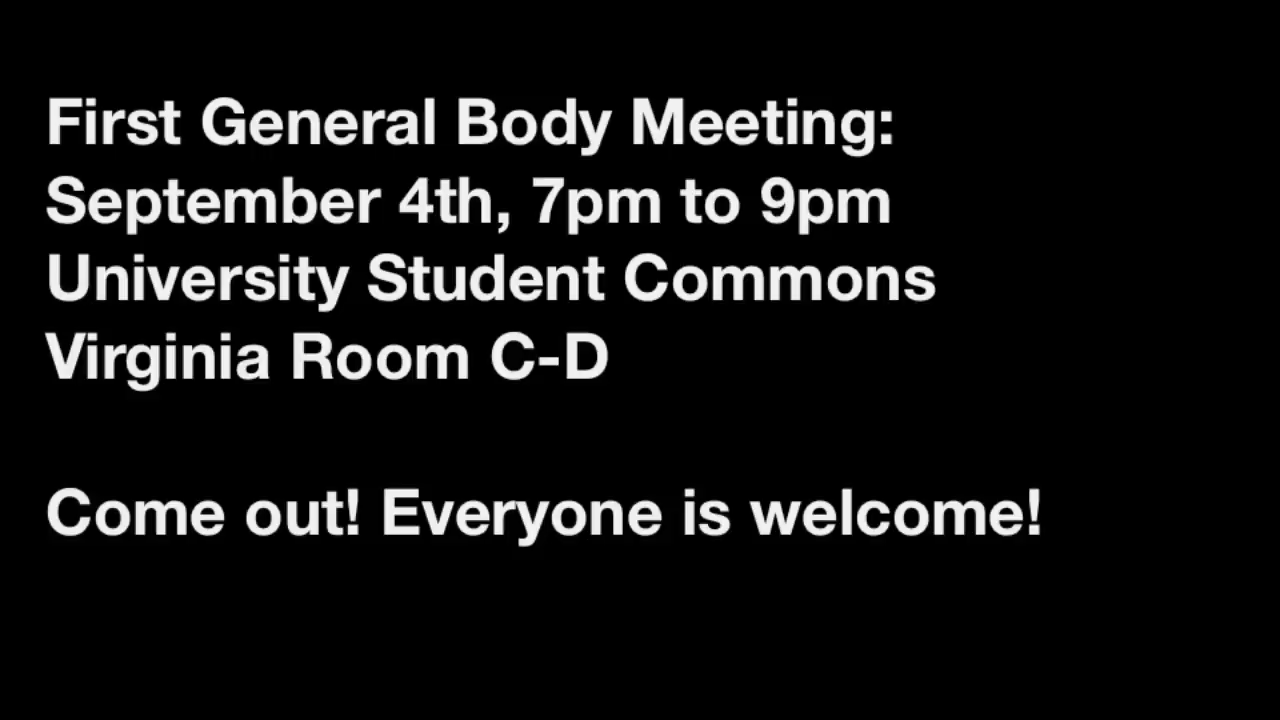 First General Body Meeting:
September 4th, 7pm to 9pm
University Student Commons
Virginia Room C-D
Come out! Everyone is welcome!